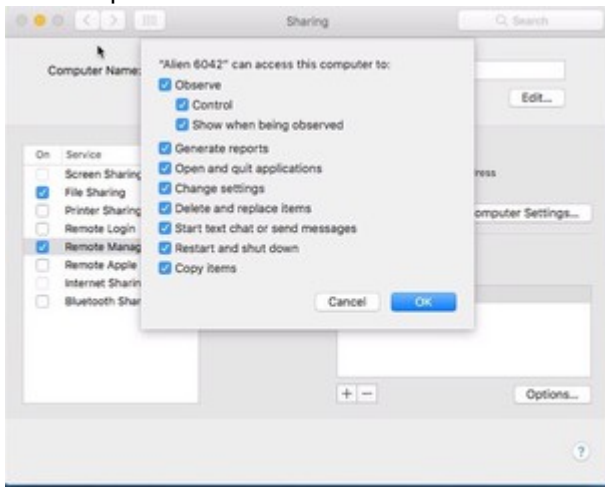 Sharing
Search
Computer Name:
Edit...
"Alien 6042" can access this computer to:
Observe
Control
Show when being observed
Generate reports
Open and quit applications
Change settings
Delete and replace items
Start text chat or send messages
Restart and shut down
Copy items
Cancel
OK
On Service
Screen Sharing
File Sharing
Printer Sharing
Remote Login
Remote Manag
Remote Apple
Internet Sharin
Bluetooth Shar
ress
omputer Settings...
+ −
Options...
?